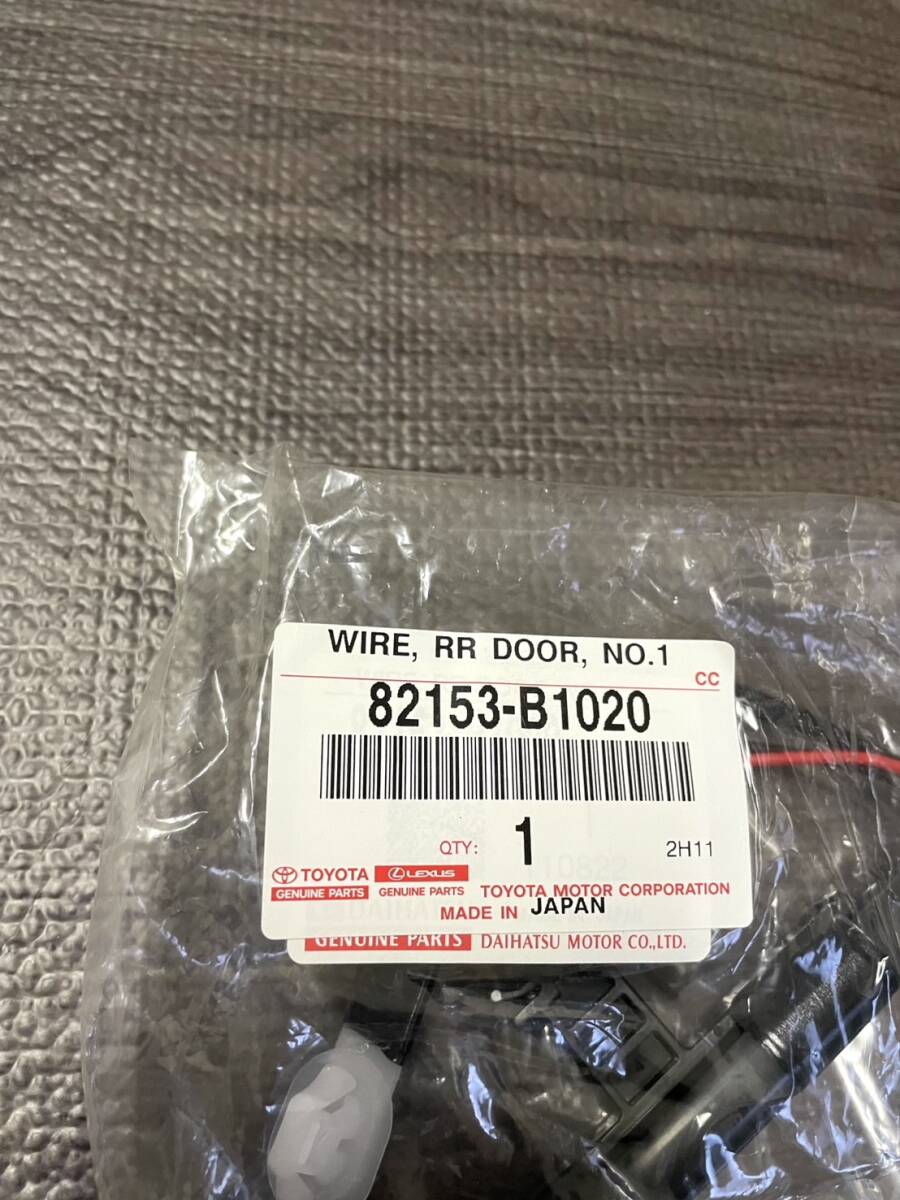 WIRE, RR DOOR, NO.1
CC
82153-B1020
QTY: 1 2H11
TOYOTA LEXUS
GENUINE PARTS GENUINE PARTS TOYOTA MOTOR CORPORATION
MADE IN JAPAN
GENUINE PARTS DAIHATSU MOTOR CO.,LTD.